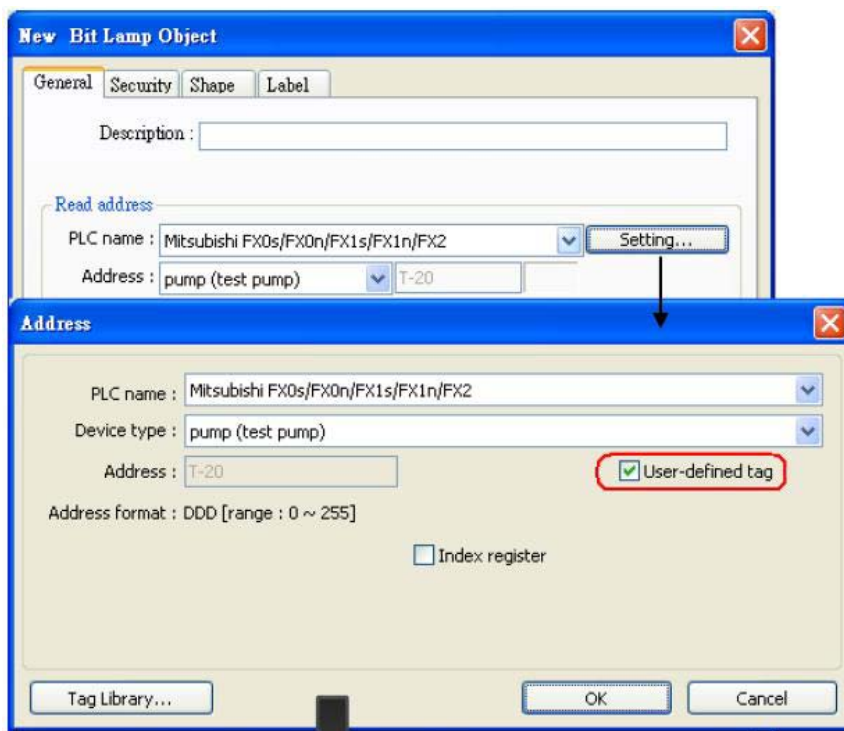 New Bit Lamp Object
General Security Shape Label
Description :
Read address
PLC name : Mitsubishi FX0s/FX0n/FX1s/FX1n/FX2 Setting...
Address : pump (test pump) T-20
Address
PLC name : Mitsubishi FX0s/FX0n/FX1s/FX1n/FX2
Device type : pump (test pump)
Address : T-20 User-defined tag
Address format : DDD [range : 0 ~ 255]
Index register
Tag Library... OK Cancel